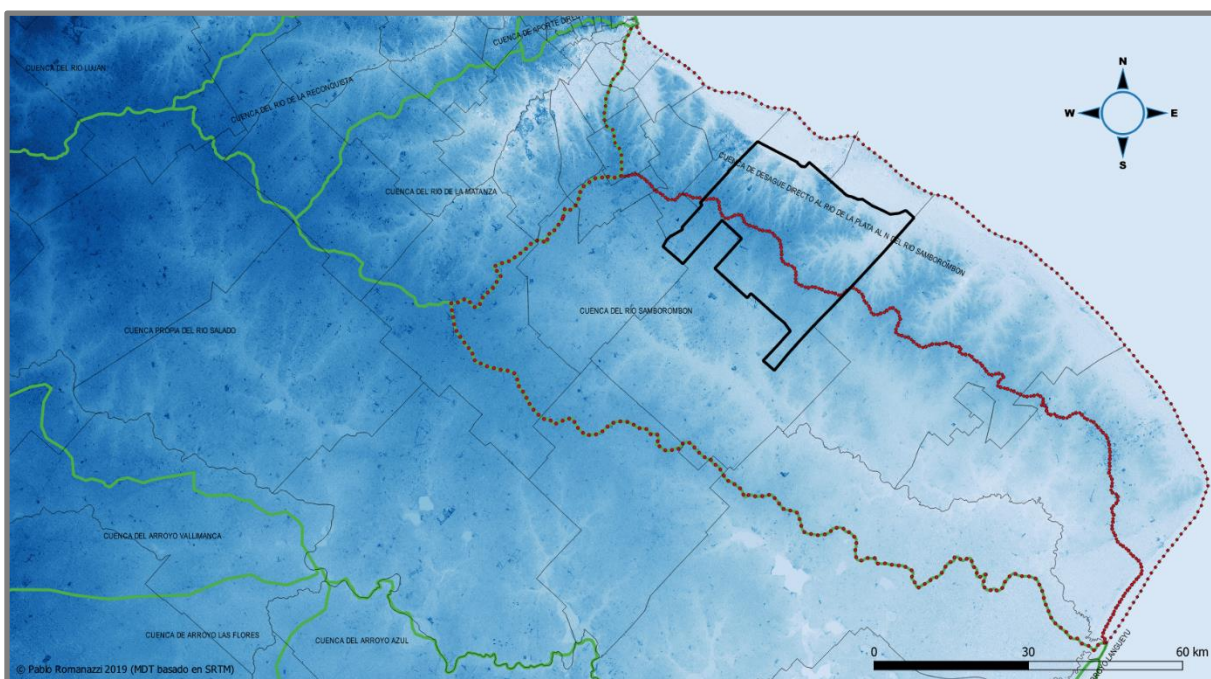 CUENCA DE APORTE DIREC
CUENCA DEL RIO LUJAN
CUENCA DEL RIO DE LA RECONQUISTA
N
W
E
S
CUENCA DEL RIO DE LA MATANZA
CUENCA DE DESAGUE DIRECTO AL RIO DE LA PLATA AL N DEL RIO SAMBOROMBON
CUENCA DEL RIO SAMBOROMBON
CUENCA PROPIA DEL RIO SALADO
CUENCA DEL ARROYO VALLIMANCA
CUENCA DE ARROYO LAS FLORES
CUENCA DEL ARROYO AZUL
ARROYO LANGUEYU
© Pablo Romanazzi 2019 (MDT basado en SRTM)
0 30 60 km